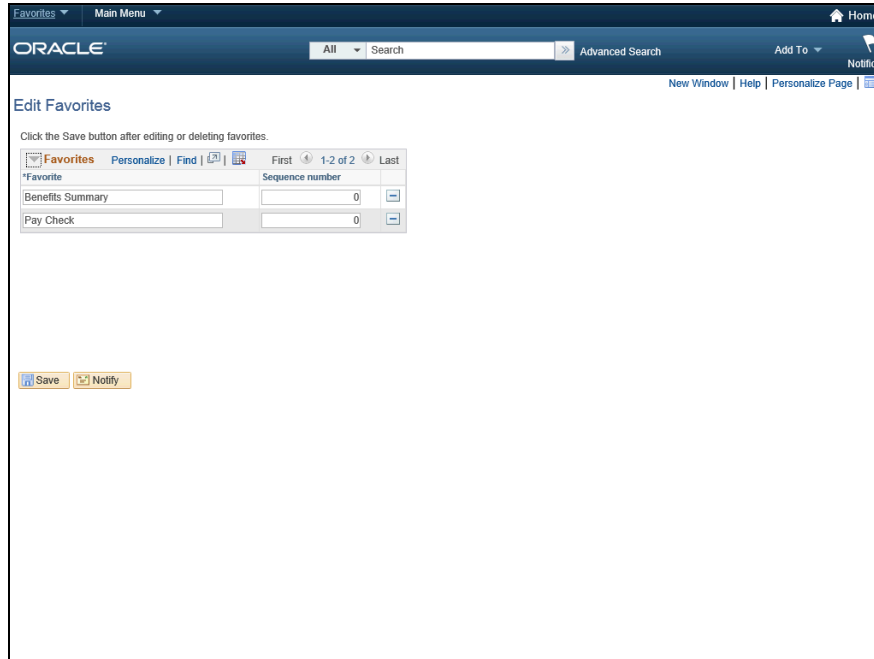 Favorites Main Menu Home
ORACLE All Search Advanced Search Add To
New Window | Help | Personalize Page |
Edit Favorites
Click the Save button after editing or deleting favorites.
Favorites Personalize | Find | | First 1-2 of 2 Last
*Favorite Sequence number
Benefits Summary 0
Pay Check 0
Save Notify